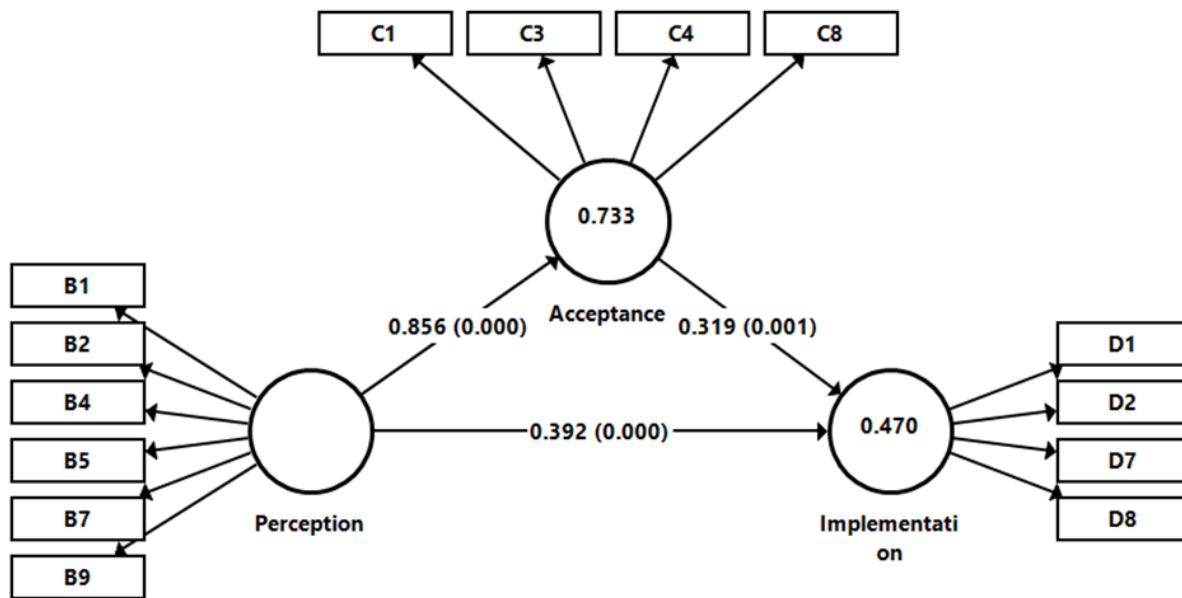 C1
C3
C4
C8
0.733
Acceptance
B1
B2
B4
B5
B7
B9
0.856 (0.000)
0.319 (0.001)
0.392 (0.000)
Perception
0.470
Implementati
on
D1
D2
D7
D8